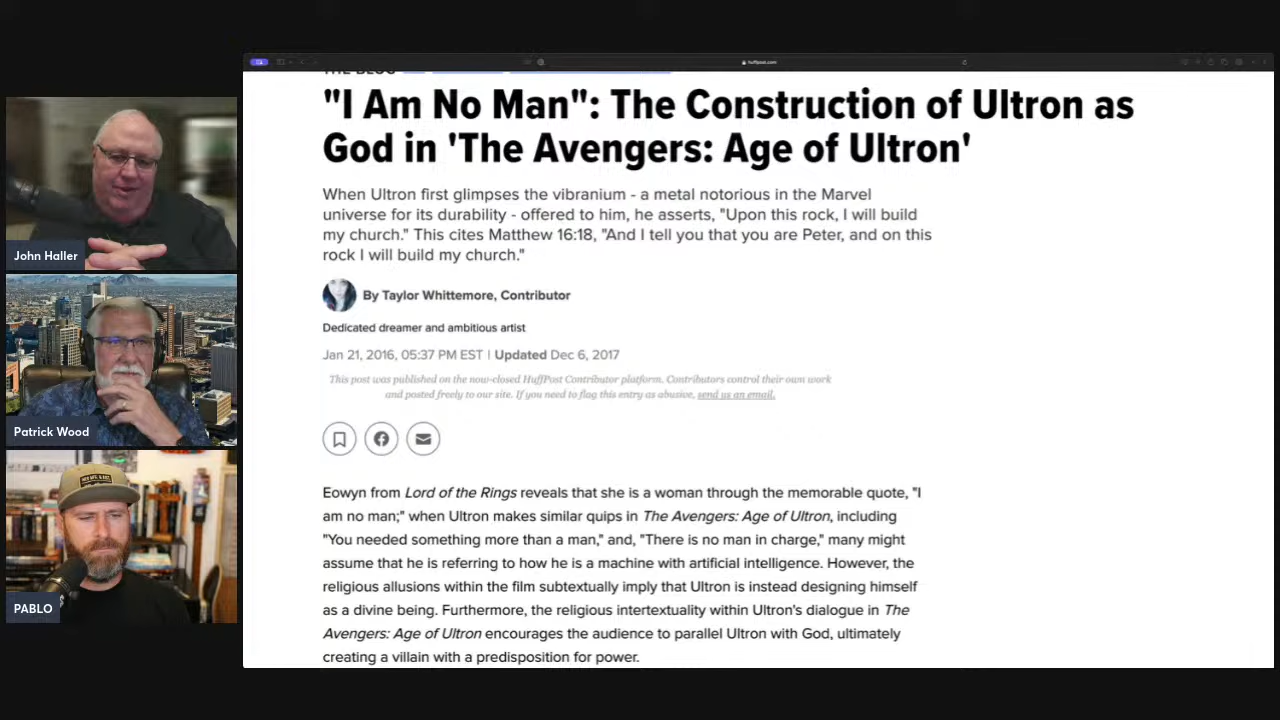 huffpost.com
THE BLOG
"I Am No Man": The Construction of Ultron as
God in 'The Avengers: Age of Ultron'
When Ultron first glimpses the vibranium - a metal notorious in the Marvel
universe for its durability - offered to him, he asserts, "Upon this rock, I will build
my church." This cites Matthew 16:18, "And I tell you that you are Peter, and on this
rock I will build my church."
By Taylor Whittemore, Contributor
Dedicated dreamer and ambitious artist
Jan 21, 2016, 05:37 PM EST | Updated Dec 6, 2017
This post was published on the now-closed HuffPost Contributor platform. Contributors control their own work
and posted freely to our site. If you need to flag this entry as abusive, send us an email.
Eowyn from Lord of the Rings reveals that she is a woman through the memorable quote, "I
am no man;" when Ultron makes similar quips in The Avengers: Age of Ultron, including
"You needed something more than a man," and, "There is no man in charge," many might
assume that he is referring to how he is a machine with artificial intelligence. However, the
religious allusions within the film subtextually imply that Ultron is instead designing himself
as a divine being. Furthermore, the religious intertextuality within Ultron's dialogue in The
Avengers: Age of Ultron encourages the audience to parallel Ultron with God, ultimately
creating a villain with a predisposition for power.
John Haller
Patrick Wood
PABLO